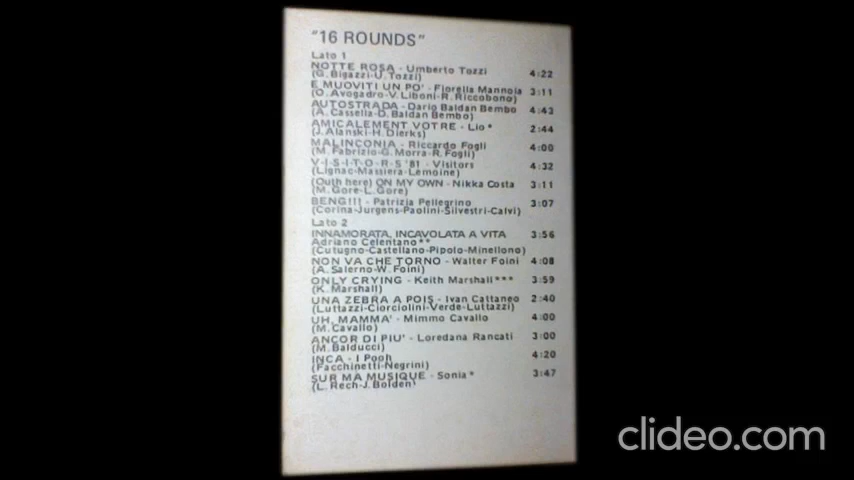 "16 ROUNDS"
Lato 1
NOTTE ROSA - Umberto Tozzi 4:22
(G. Bigazzi-U. Tozzi)
E MUOVITI UN PO' - Fiorella Mannoia 3:11
(O. Avogadro-V. Liboni-R. Riccobono)
AUTOSTRADA - Dario Baldan Bembo 4:43
(A. Cassella-D. Baldan Bembo)
AMICALEMENT VOTRE - Lio* 2:44
(J. Alanski-H. Dierks)
MALINCONIA - Riccardo Fogli 4:00
(M. Fabrizio-G. Morra-R. Fogli)
V-I-S-I-T-O-R-S '81 - Visitors 4:32
(Lignac-Massiera-Lemoine)
(Outh here) ON MY OWN - Nikka Costa 3:11
(M. Gore-L. Gore)
BENG!!! - Patrizia Pellegrino 3:07
(Corina-Jurgens-Paolini-Silvestri-Calvi)
Lato 2
INNAMORATA, INCAVOLATA A VITA 3:56
Adriano Celentano**
(Cutugno-Castellano-Pipolo-Minellono)
NON VA CHE TORNO - Walter Foini 4:08
(A. Salerno-W. Foini)
ONLY CRYING - Keith Marshall*** 3:59
(K. Marshall)
UNA ZEBRA A POIS - Ivan Cattaneo 2:40
(Luttazzi-Ciorciolini-Verde-Luttazzi)
UH, MAMMA' - Mimmo Cavallo 4:00
(M. Cavallo)
ANCOR DI PIU' - Loredana Rancati 3:00
(M. Balducci)
INCA - I Pooh 4:20
(Facchinetti-Negrini)
SUR MA MUSIQUE - Sonia* 3:47
(L. Rech-J. Bolden)
clideo.com